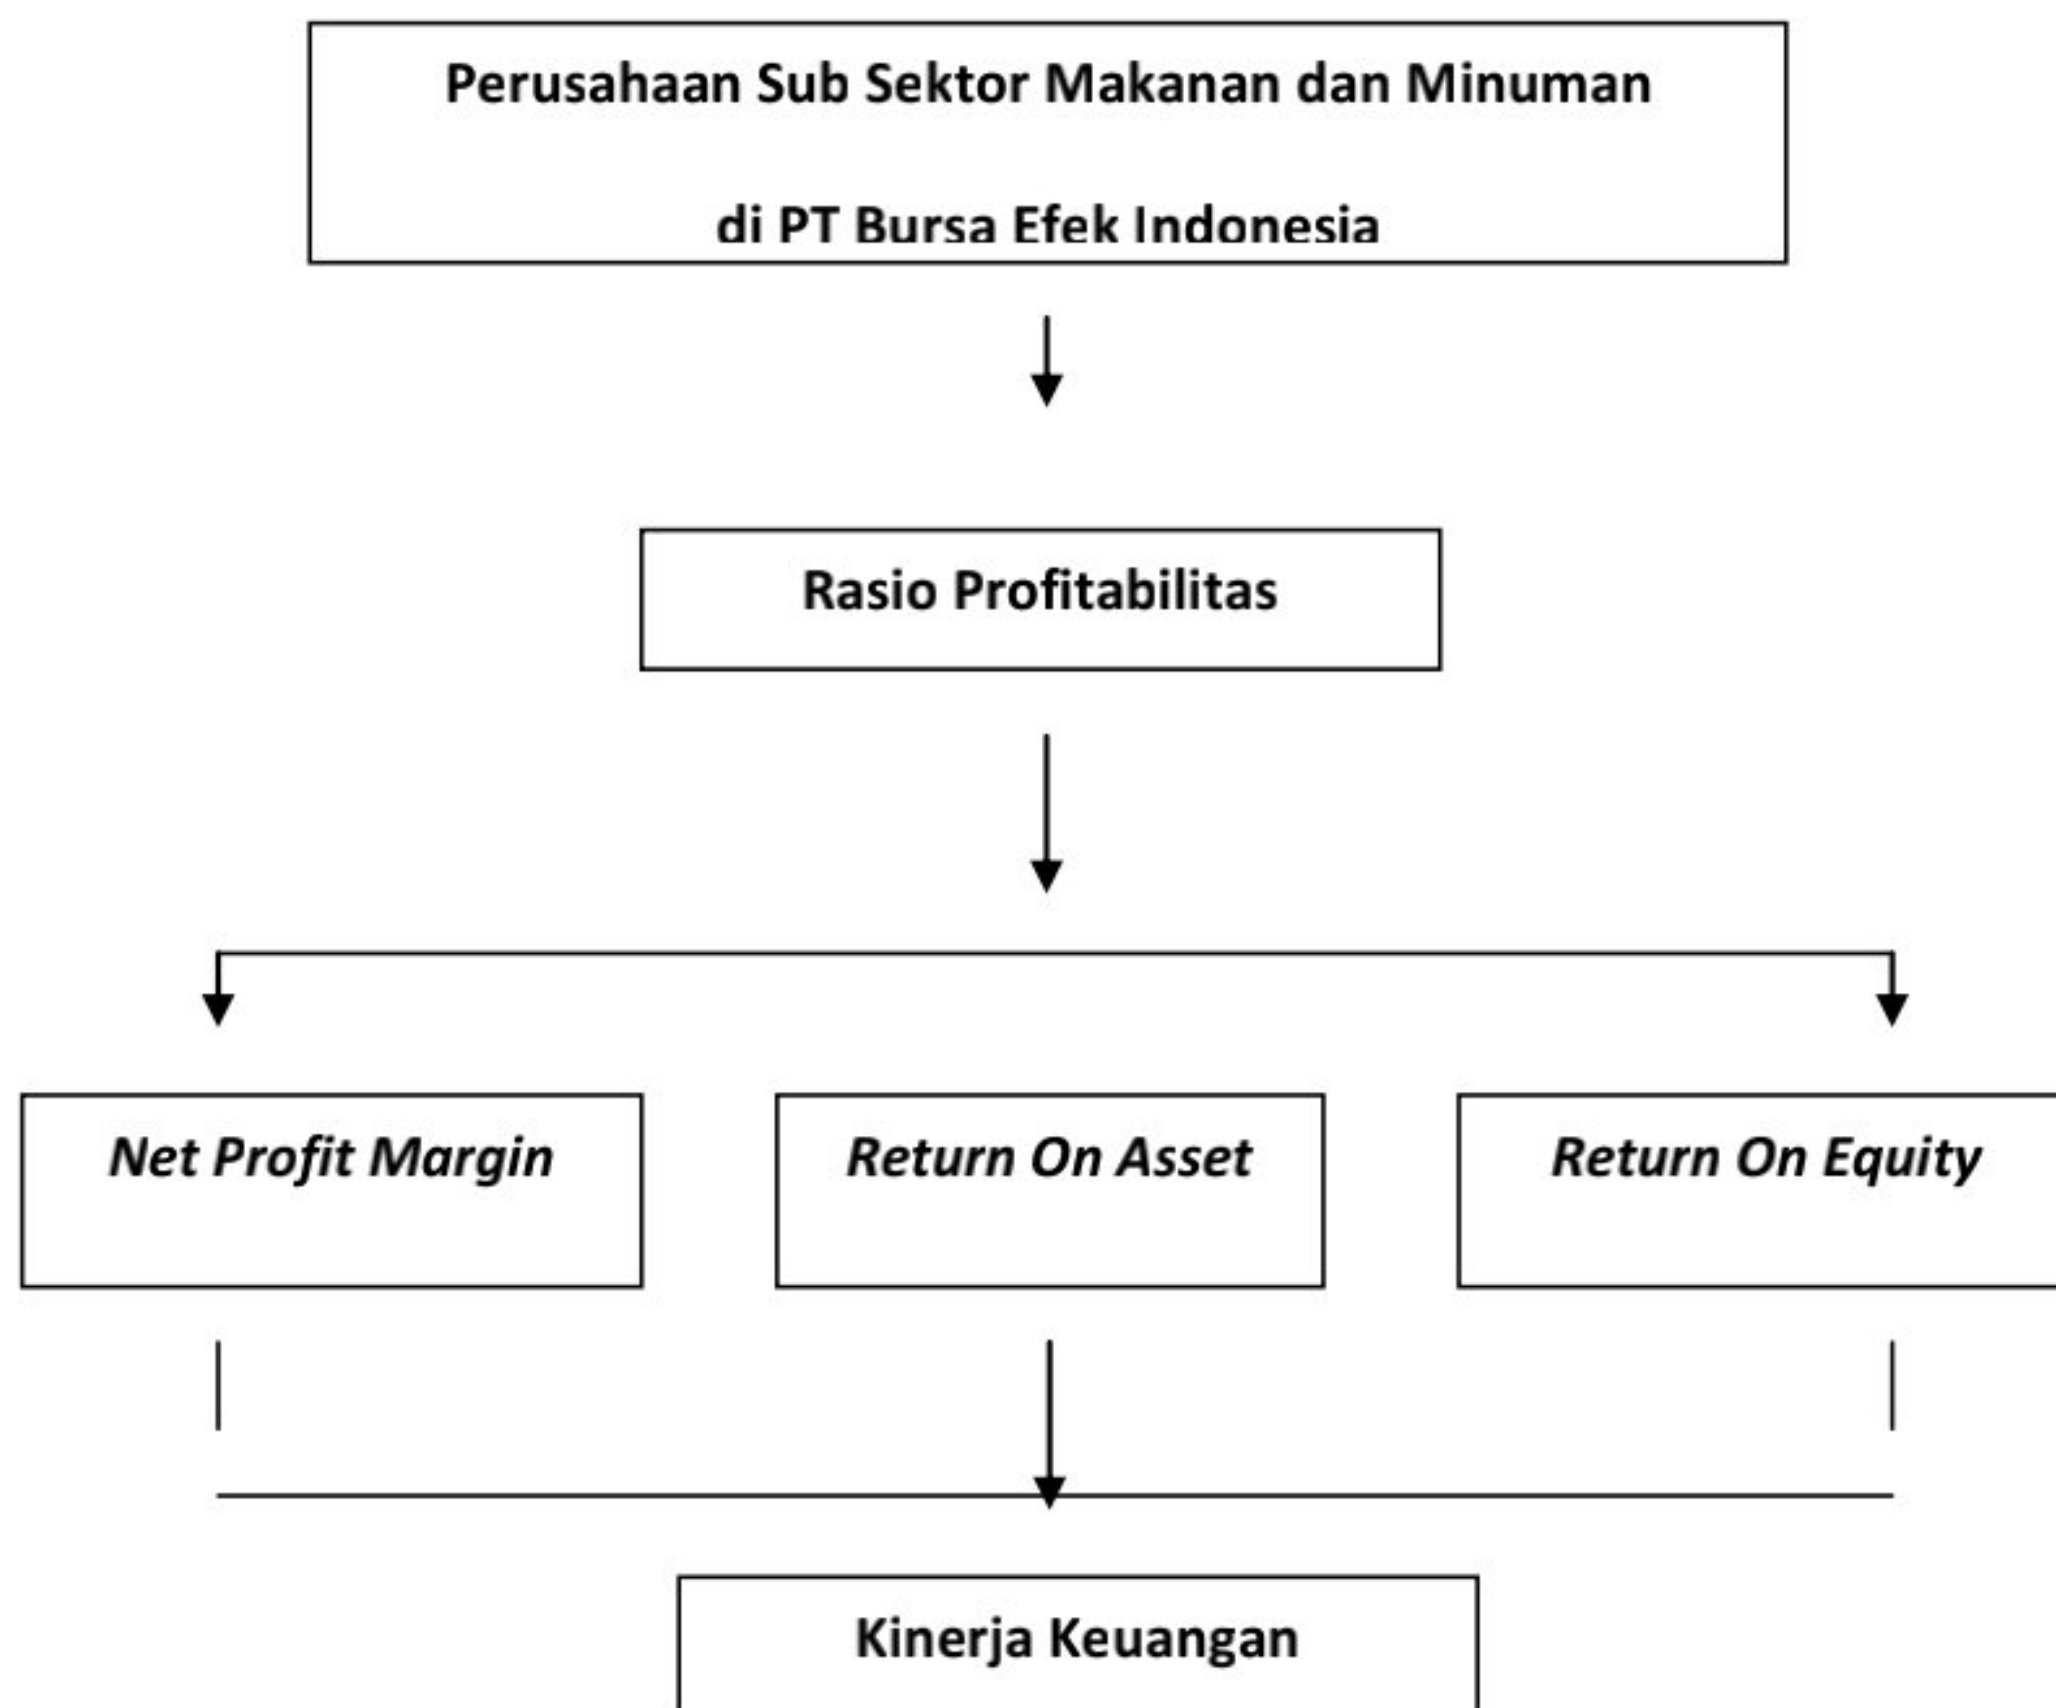 Perusahaan Sub Sektor Makanan dan Minuman
di PT Bursa Efek Indonesia
Rasio Profitabilitas
Net Profit Margin
Return On Asset
Return On Equity
Kinerja Keuangan